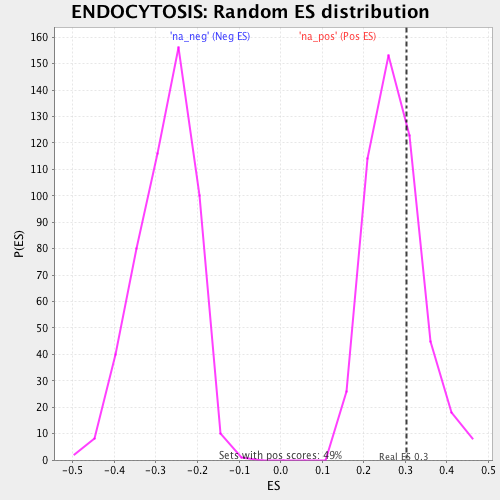 ENDOCYTOSIS: Random ES distribution
'na_neg' (Neg ES) 'na_pos' (Pos ES)
160
150
140
130
120
110
100
90
80
70
60
50
40
30
20
10
0
P(ES)
Sets with pos scores: 49%
Real ES 0.3
-0.5 -0.4 -0.3 -0.2 -0.1 0.0 0.1 0.2 0.3 0.4 0.5
ES